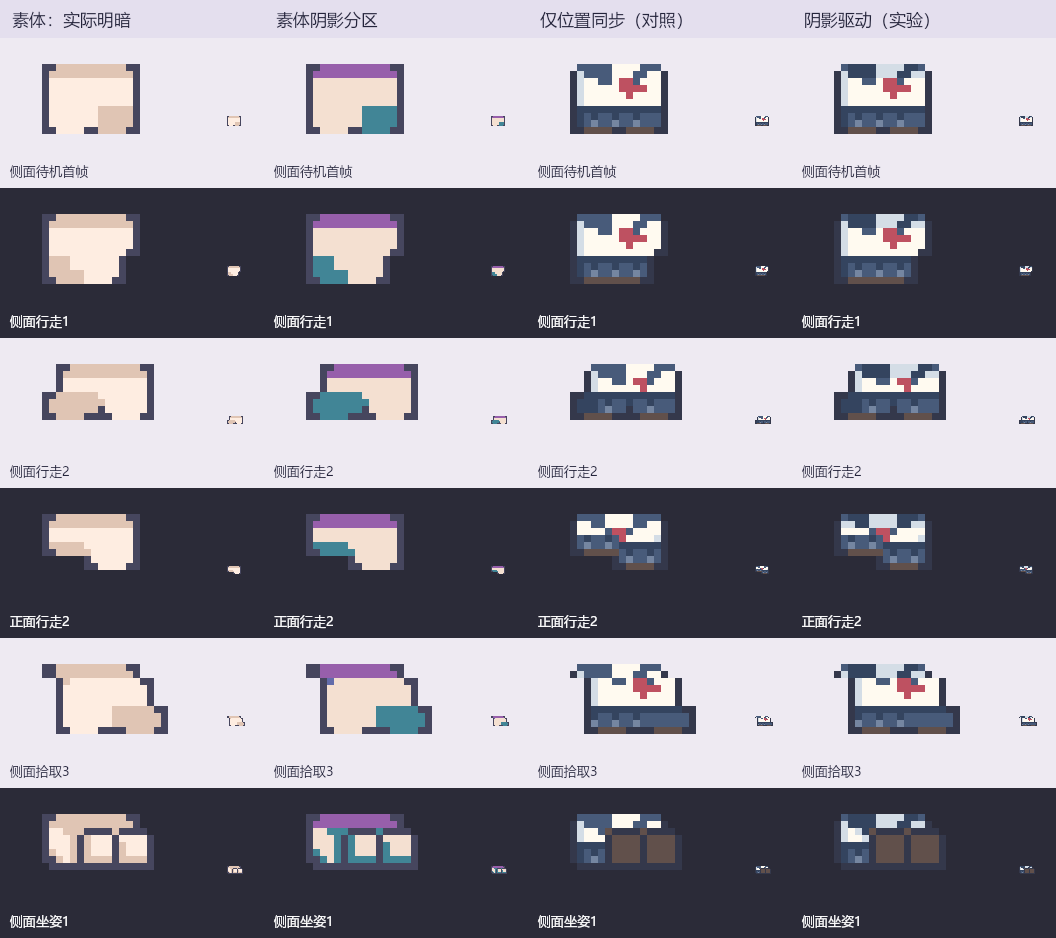 素体：实际明暗 素体阴影分区 仅位置同步（对照） 阴影驱动（实验）
侧面待机首帧 侧面待机首帧 侧面待机首帧 侧面待机首帧
侧面行走1 侧面行走1 侧面行走1 侧面行走1
侧面行走2 侧面行走2 侧面行走2 侧面行走2
正面行走2 正面行走2 正面行走2 正面行走2
侧面拾取3 侧面拾取3 侧面拾取3 侧面拾取3
侧面坐姿1 侧面坐姿1 侧面坐姿1 侧面坐姿1